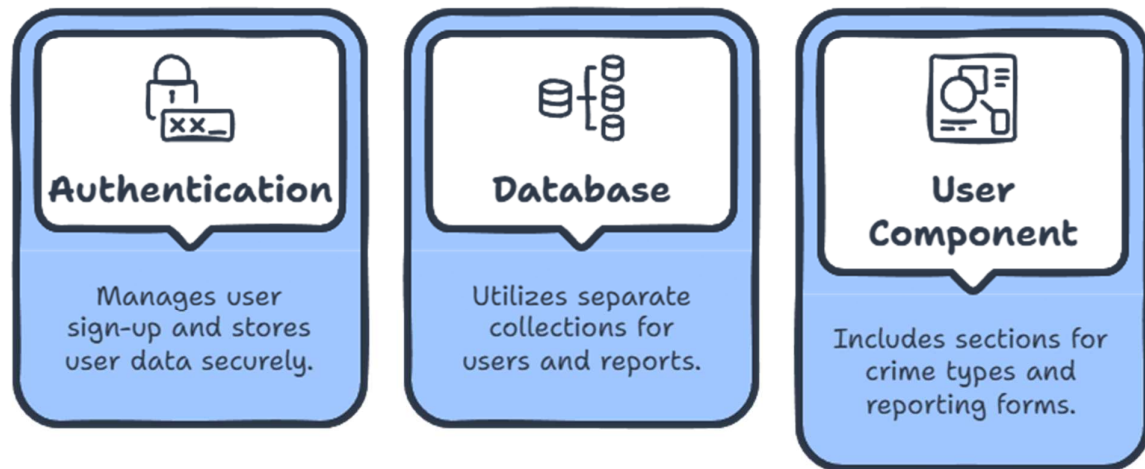 xx_
Authentication
Manages user
sign-up and stores
user data securely.
Database
Utilizes separate
collections for
users and reports.
User
Component
Includes sections for
crime types and
reporting forms.